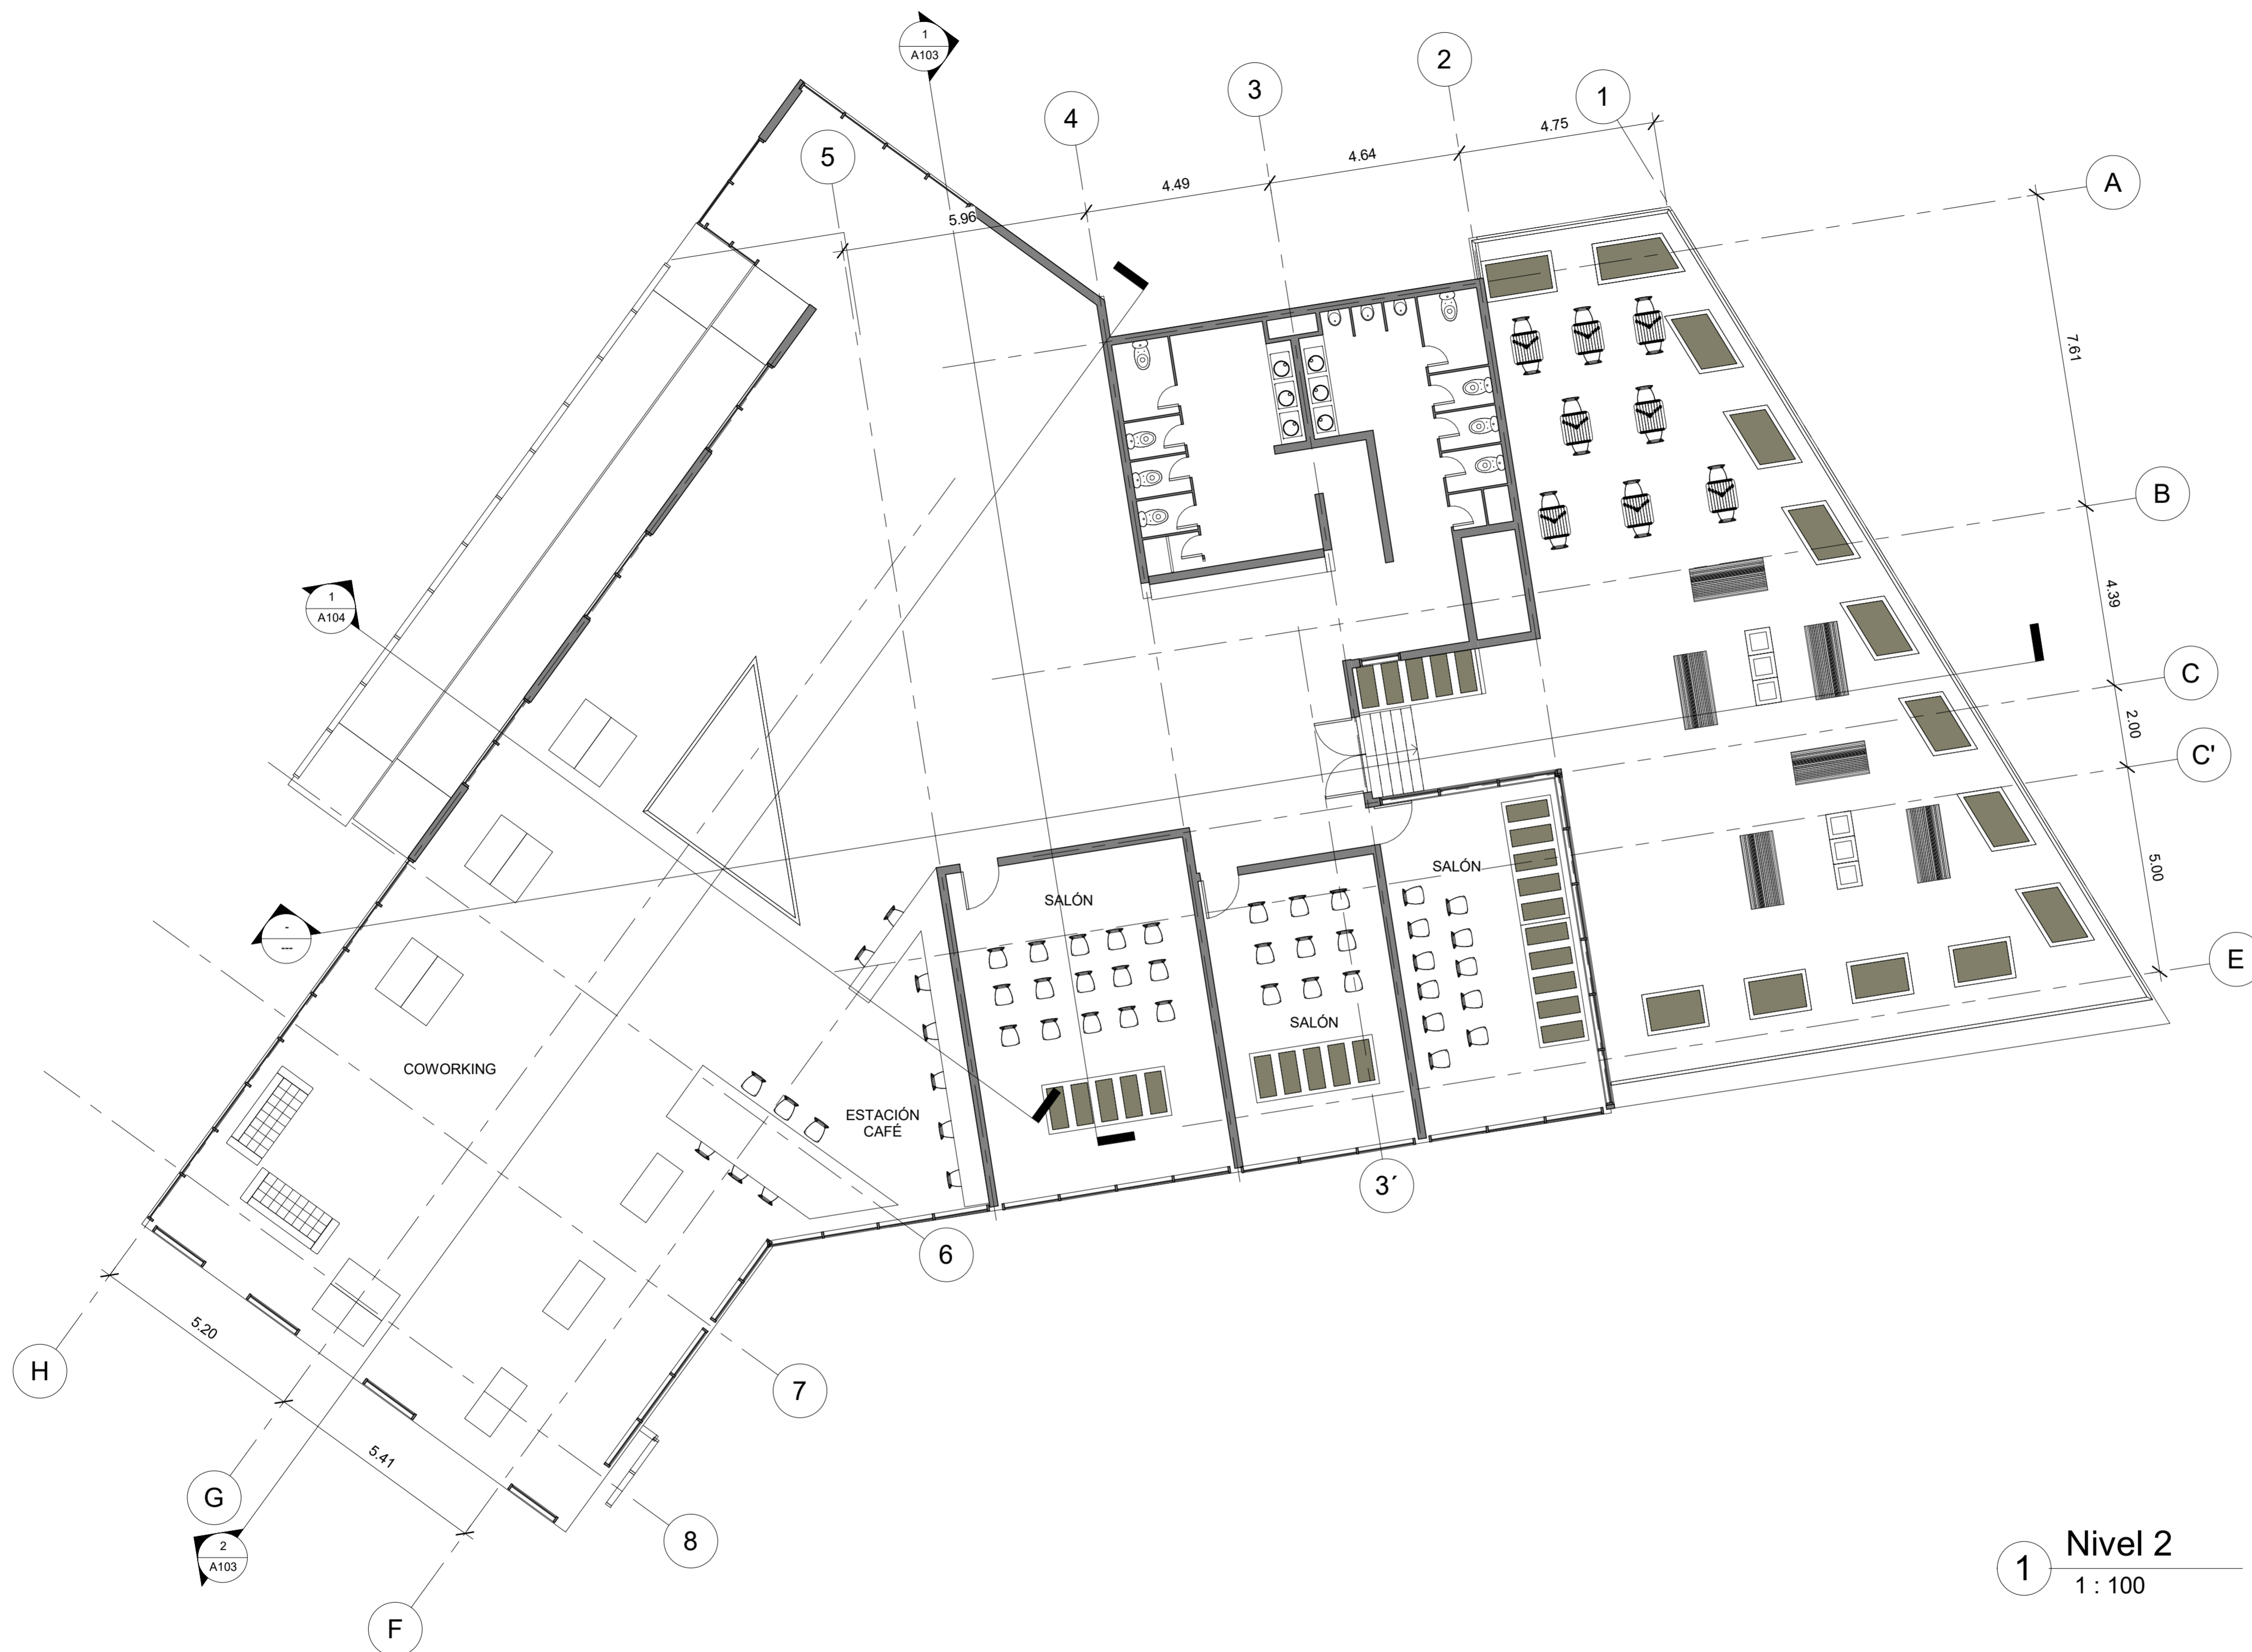 1
A103
2
1
3
4
5
A
4.75
4.64
4.49
5.96
7.61
B
4.39
1
A104
C
2.00
C'
5.00
-
---
SALÓN
SALÓN
E
SALÓN
COWORKING
ESTACIÓN
CAFÉ
3´
6
5.20
H
7
5.41
G
8
2
A103
F
1
Nivel 2
1 : 100